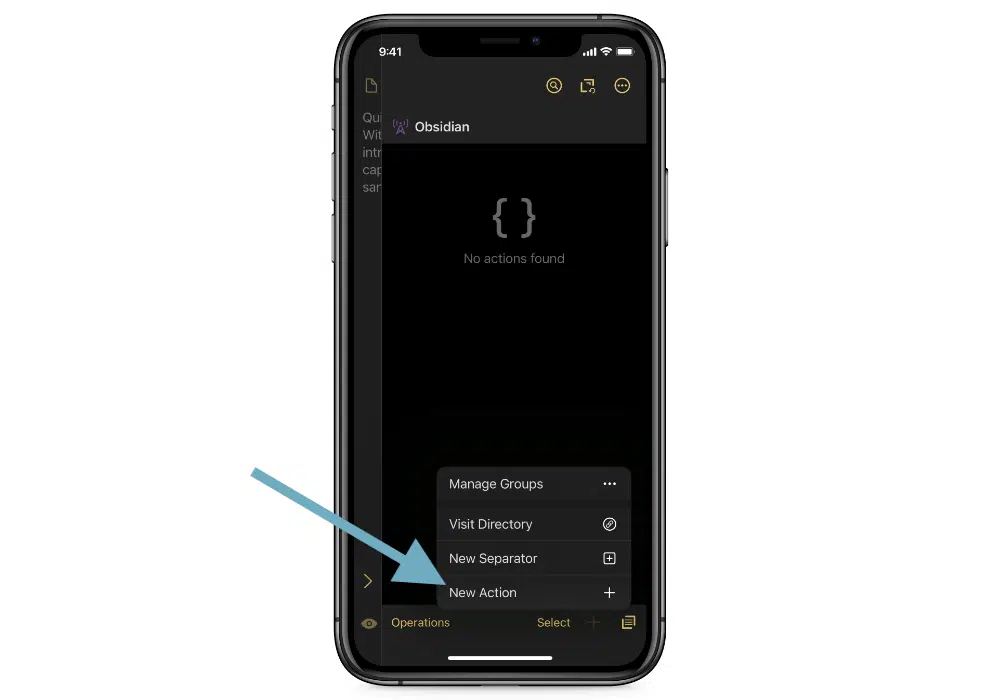 9:41
Obsidian
Qui
Wit
intr
cap
sar
No actions found
Manage Groups
Visit Directory
New Separator
New Action
Operations
Select